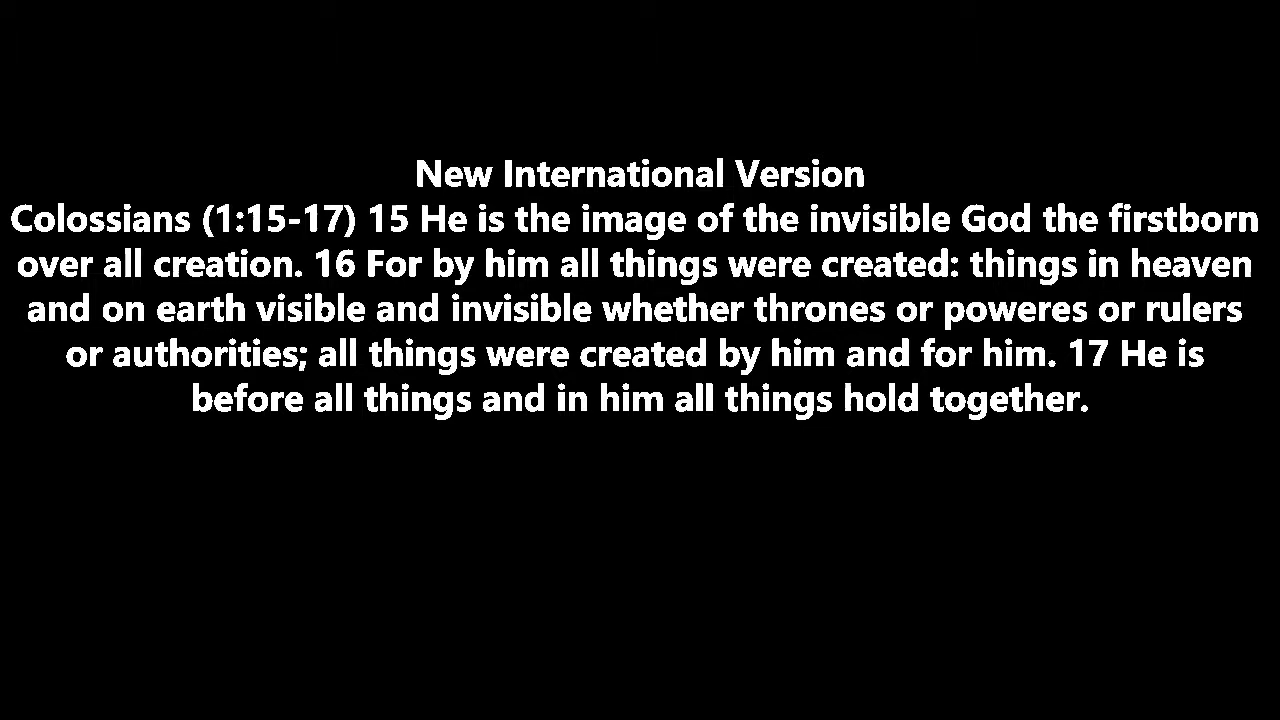 New International Version
Colossians (1:15-17) 15 He is the image of the invisible God the firstborn
over all creation. 16 For by him all things were created: things in heaven
and on earth visible and invisible whether thrones or poweres or rulers
or authorities; all things were created by him and for him. 17 He is
before all things and in him all things hold together.